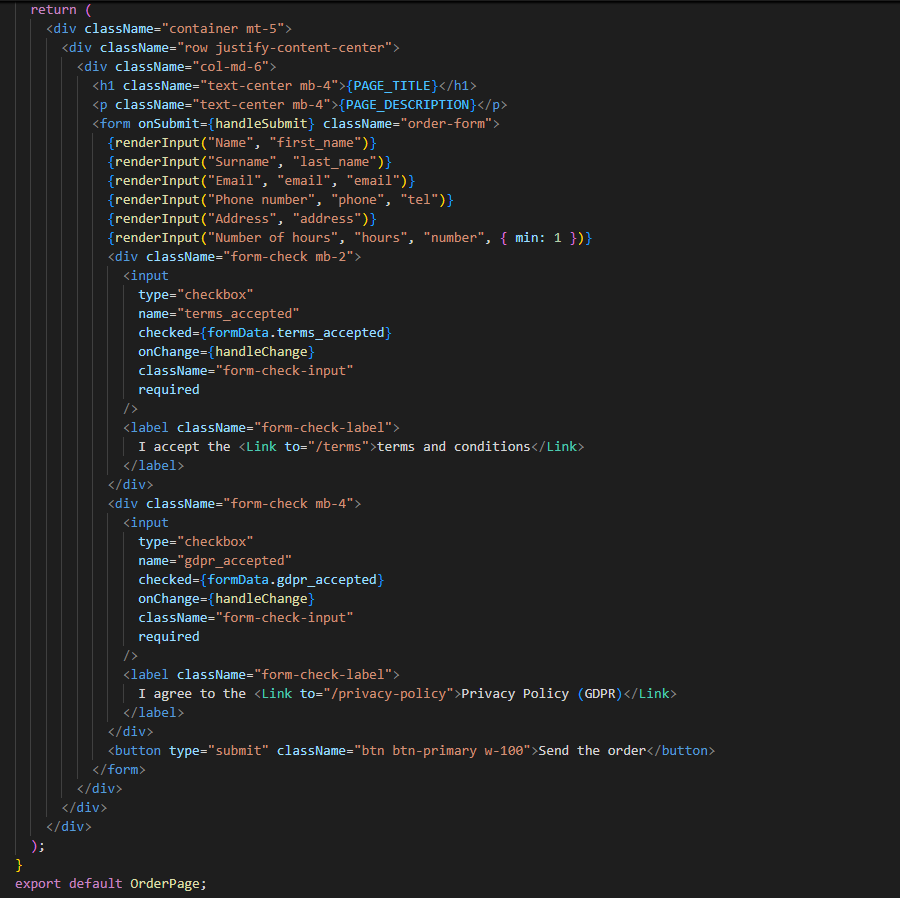 return (
<div className="container mt-5">
<div className="row justify-content-center">
<div className="col-md-6">
<h1 className="text-center mb-4">{PAGE_TITLE}</h1>
<p className="text-center mb-4">{PAGE_DESCRIPTION}</p>
<form onSubmit={handleSubmit} className="order-form">
{renderInput("Name", "first_name")}
{renderInput("Surname", "last_name")}
{renderInput("Email", "email", "email")}
{renderInput("Phone number", "phone", "tel")}
{renderInput("Address", "address")}
{renderInput("Number of hours", "hours", "number", { min: 1 })}
<div className="form-check mb-2">
<input
type="checkbox"
name="terms_accepted"
checked={formData.terms_accepted}
onChange={handleChange}
className="form-check-input"
required
/>
<label className="form-check-label">
I accept the <Link to="/terms">terms and conditions</Link>
</label>
</div>
<div className="form-check mb-4">
<input
type="checkbox"
name="gdpr_accepted"
checked={formData.gdpr_accepted}
onChange={handleChange}
className="form-check-input"
required
/>
<label className="form-check-label">
I agree to the <Link to="/privacy-policy">Privacy Policy (GDPR)</Link>
</label>
</div>
<button type="submit" className="btn btn-primary w-100">Send the order</button>
</form>
</div>
</div>
</div>
);
}
export default OrderPage;